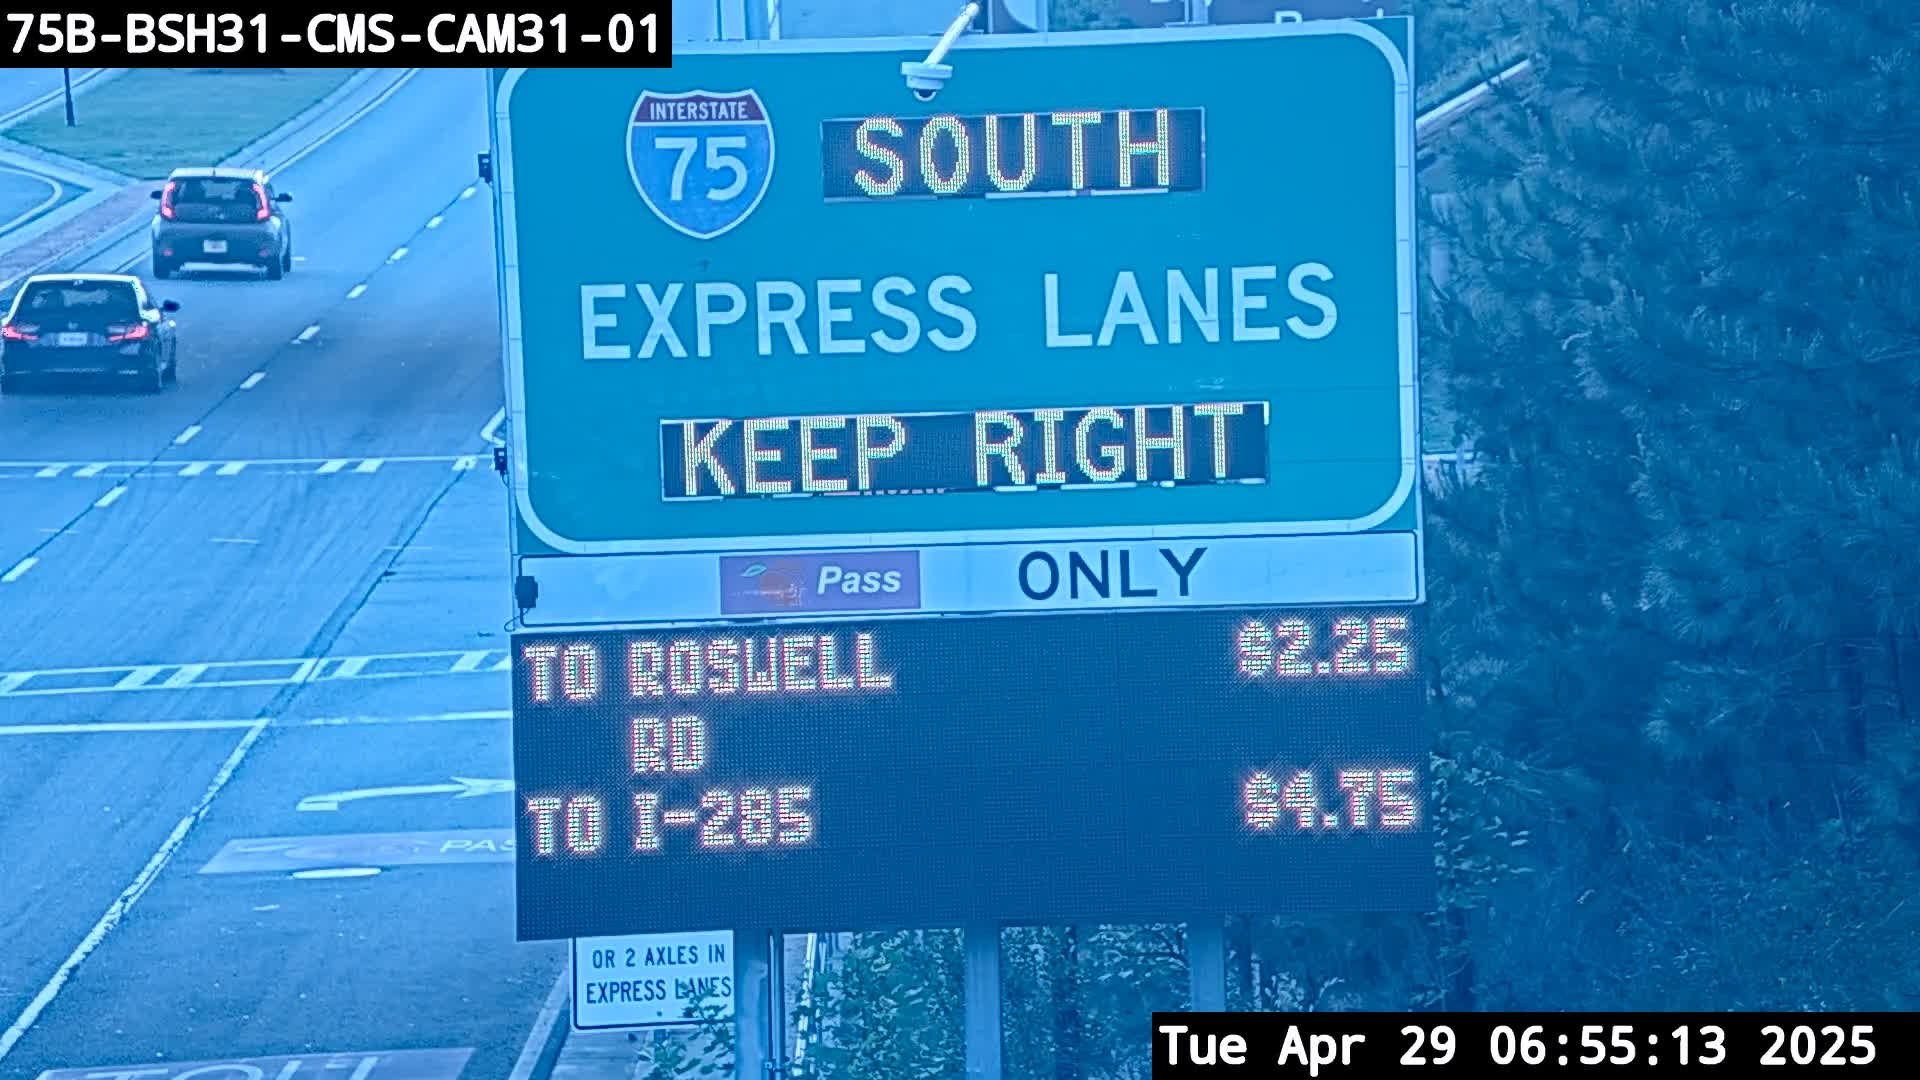 75B-BSH31-CMS-CAM31-01
INTERSTATE
75
SOUTH
EXPRESS LANES
KEEP RIGHT
Pass ONLY
TO ROSWELL $2.25
RD
TO I-285 $4.75
OR 2 AXLES IN
EXPRESS LANES
Tue Apr 29 06:55:13 2025